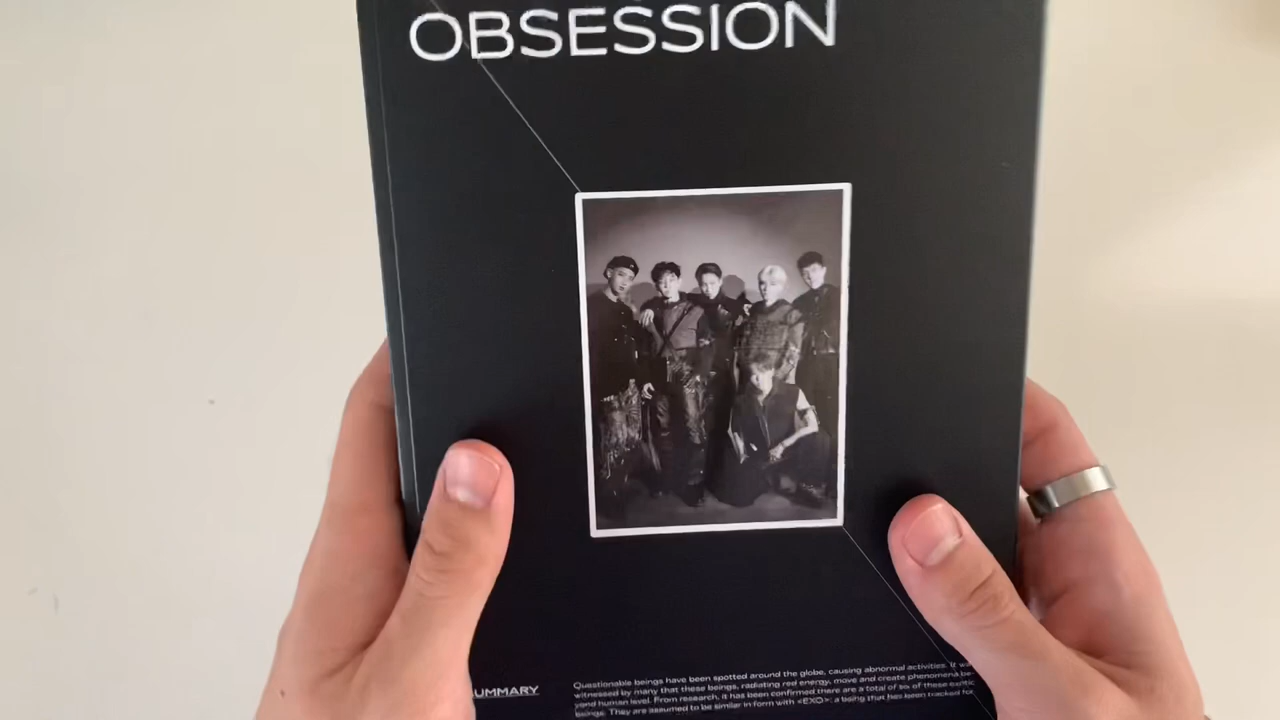 OBSESSION
SUMMARY
Questionable beings have been spotted around the globe, causing abnormal activities. It was
witnessed by many that these beings, radiating red energy, move and create phenomena be-
yond human level. From research, it has been confirmed there are a total of six of these exotic
beings. They are assumed to be similar in form with <EXO>: a being that has been tracked for